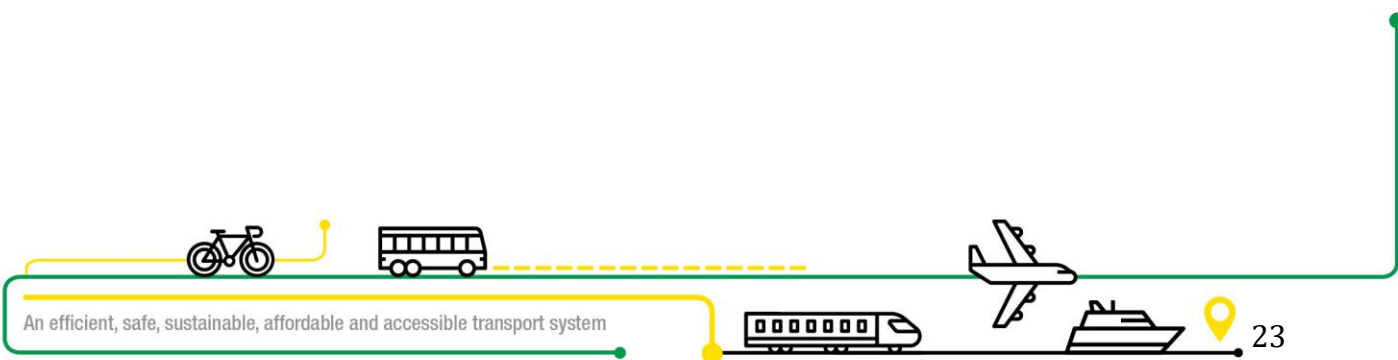 An efficient, safe, sustainable, affordable and accessible transport system
23